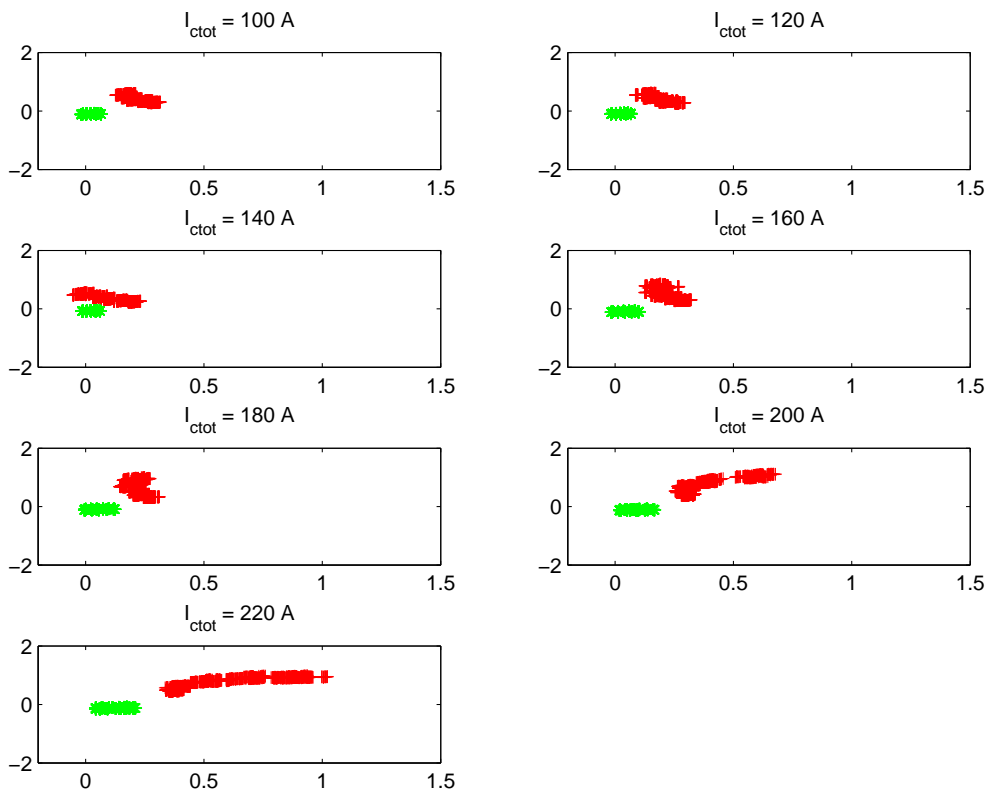 I_ctot = 100 A
2
0
−2
0 0.5 1 1.5
I_ctot = 120 A
2
0
−2
0 0.5 1 1.5
I_ctot = 140 A
2
0
−2
0 0.5 1 1.5
I_ctot = 160 A
2
0
−2
0 0.5 1 1.5
I_ctot = 180 A
2
0
−2
0 0.5 1 1.5
I_ctot = 200 A
2
0
−2
0 0.5 1 1.5
I_ctot = 220 A
2
0
−2
0 0.5 1 1.5